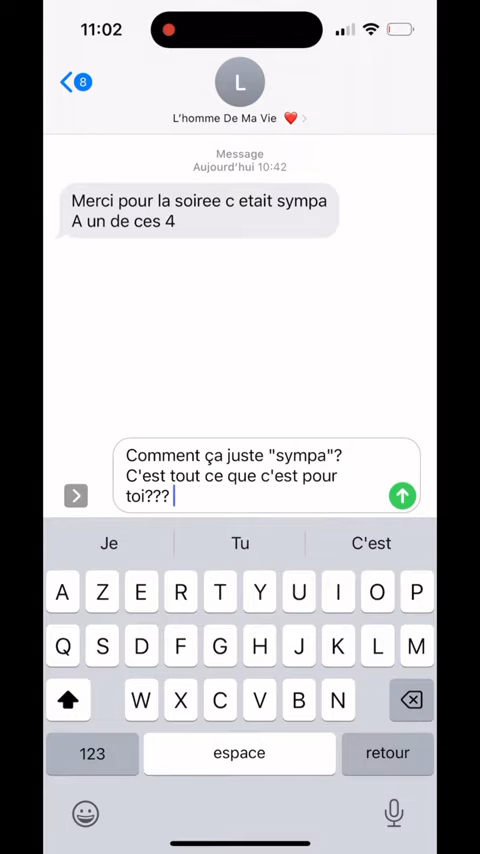 11:02
8
L
L'homme De Ma Vie ❤️
Message
Aujourd'hui 10:42
Merci pour la soiree c etait sympa
A un de ces 4
Comment ça juste "sympa"?
C'est tout ce que c'est pour
toi???
Je Tu C'est
A Z E R T Y U I O P
Q S D F G H J K L M
W X C V B N
123 espace retour